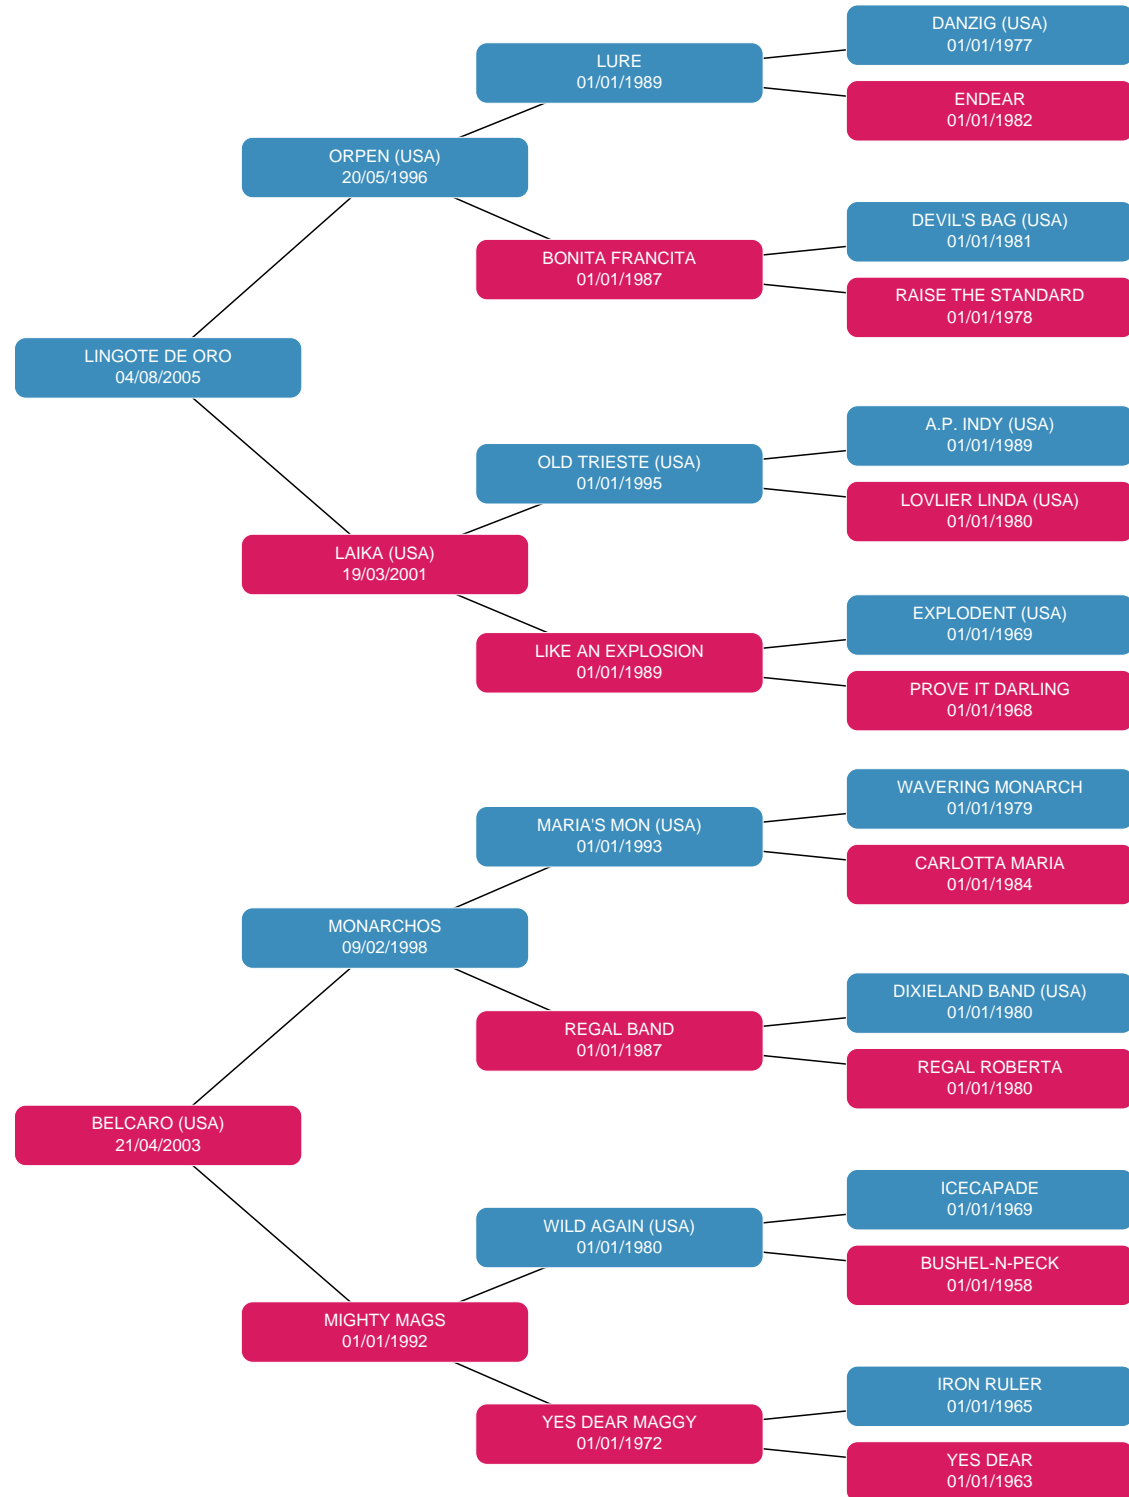 DANZIG (USA)
01/01/1977
LURE
01/01/1989
ENDEAR
01/01/1982
ORPEN (USA)
20/05/1996
DEVIL'S BAG (USA)
01/01/1981
BONITA FRANCITA
01/01/1987
RAISE THE STANDARD
01/01/1978
LINGOTE DE ORO
04/08/2005
A.P. INDY (USA)
01/01/1989
OLD TRIESTE (USA)
01/01/1995
LOVLIER LINDA (USA)
01/01/1980
LAIKA (USA)
19/03/2001
EXPLODENT (USA)
01/01/1969
LIKE AN EXPLOSION
01/01/1989
PROVE IT DARLING
01/01/1968
WAVERING MONARCH
01/01/1979
MARIA'S MON (USA)
01/01/1993
CARLOTTA MARIA
01/01/1984
MONARCHOS
09/02/1998
DIXIELAND BAND (USA)
01/01/1980
REGAL BAND
01/01/1987
REGAL ROBERTA
01/01/1980
BELCARO (USA)
21/04/2003
ICECAPADE
01/01/1969
WILD AGAIN (USA)
01/01/1980
BUSHEL-N-PECK
01/01/1958
MIGHTY MAGS
01/01/1992
IRON RULER
01/01/1965
YES DEAR MAGGY
01/01/1972
YES DEAR
01/01/1963